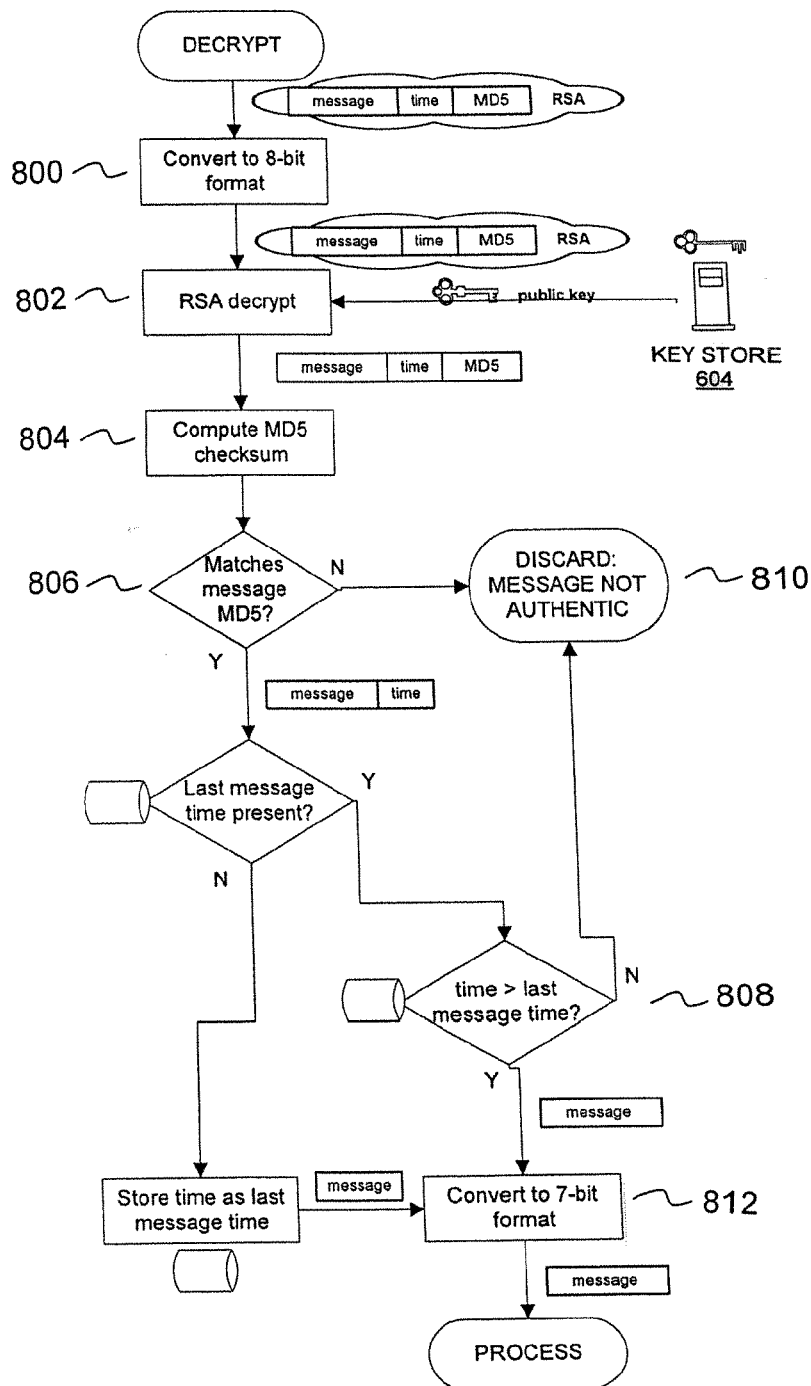 DECRYPT
message time MD5 RSA
800
Convert to 8-bit
format
message time MD5 RSA
802
RSA decrypt
public key
KEY STORE
604
message time MD5
804
Compute MD5
checksum
806
Matches
message
MD5?
N
DISCARD:
MESSAGE NOT
AUTHENTIC
810
Y
message time
Last message
time present?
Y
N
time > last
message time?
N
808
Y
message
Store time as last
message time
message
Convert to 7-bit
format
812
message
PROCESS